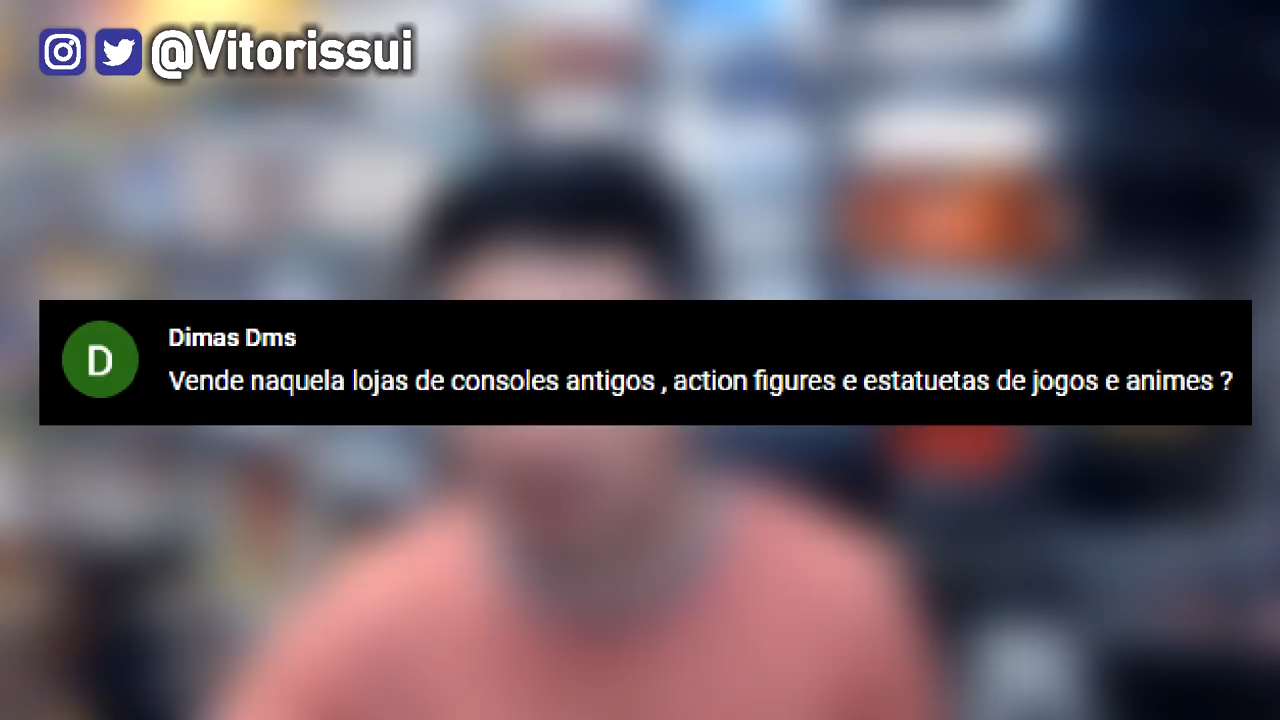 @Vitorissui
Dimas Dms
D
Vende naquela lojas de consoles antigos , action figures e estatuetas de jogos e animes ?